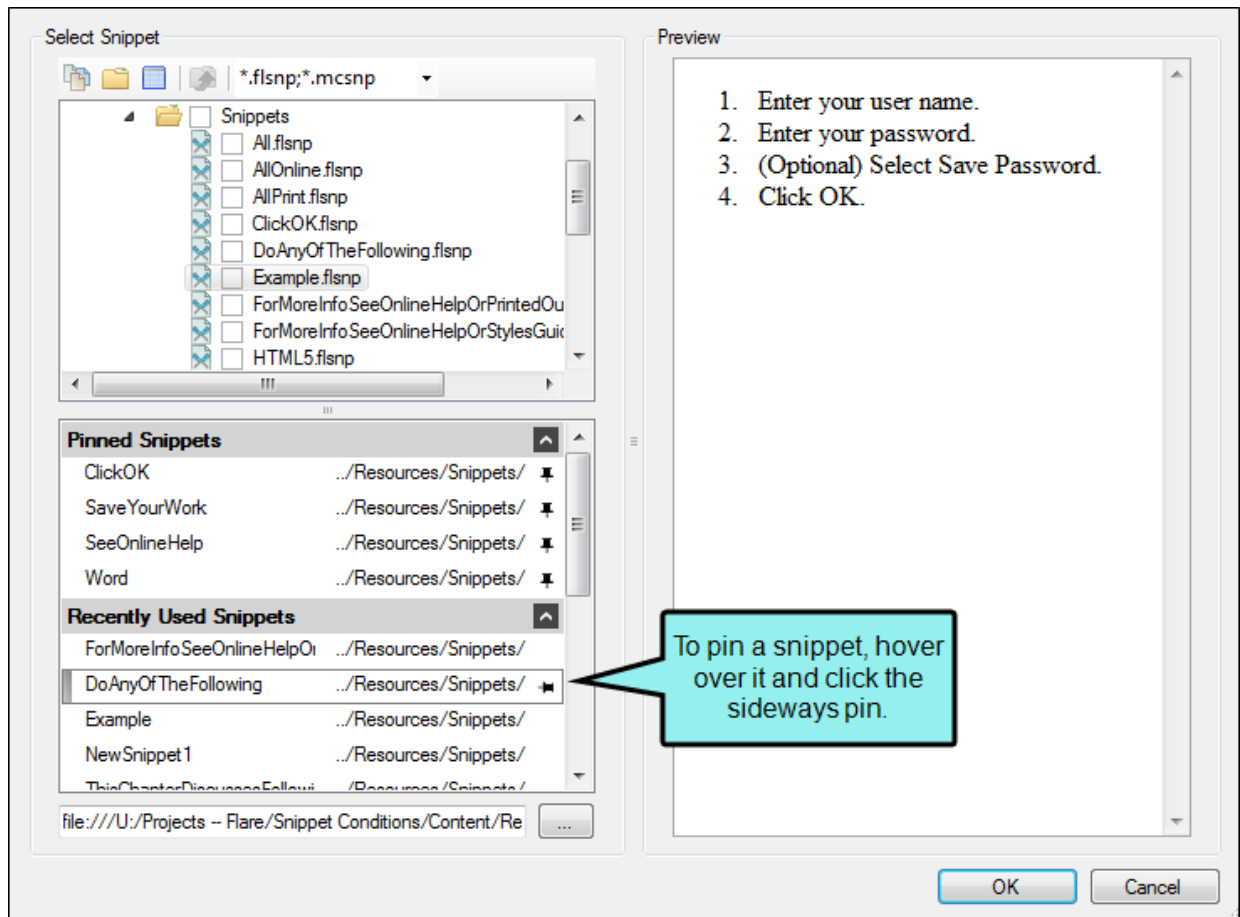 Select Snippet
*.flsnp;*.mcsnp
Snippets
All.flsnp
AllOnline.flsnp
AllPrint.flsnp
ClickOK.flsnp
DoAnyOfTheFollowing.flsnp
Example.flsnp
ForMoreInfoSeeOnlineHelpOrPrintedOu
ForMoreInfoSeeOnlineHelpOrStylesGuid
HTML5.flsnp
Pinned Snippets
ClickOK ../Resources/Snippets/
SaveYourWork ../Resources/Snippets/
SeeOnlineHelp ../Resources/Snippets/
Word ../Resources/Snippets/
Recently Used Snippets
ForMoreInfoSeeOnlineHelpOr ../Resources/Snippets/
DoAnyOfTheFollowing ../Resources/Snippets/
Example ../Resources/Snippets/
NewSnippet1 ../Resources/Snippets/
ThisChapterDiscussesFollowi ../Resources/Snippets/
file:///U:/Projects -- Flare/Snippet Conditions/Content/Re
...
Preview
1. Enter your user name.
2. Enter your password.
3. (Optional) Select Save Password.
4. Click OK.
To pin a snippet, hover
over it and click the
sideways pin.
OK
Cancel